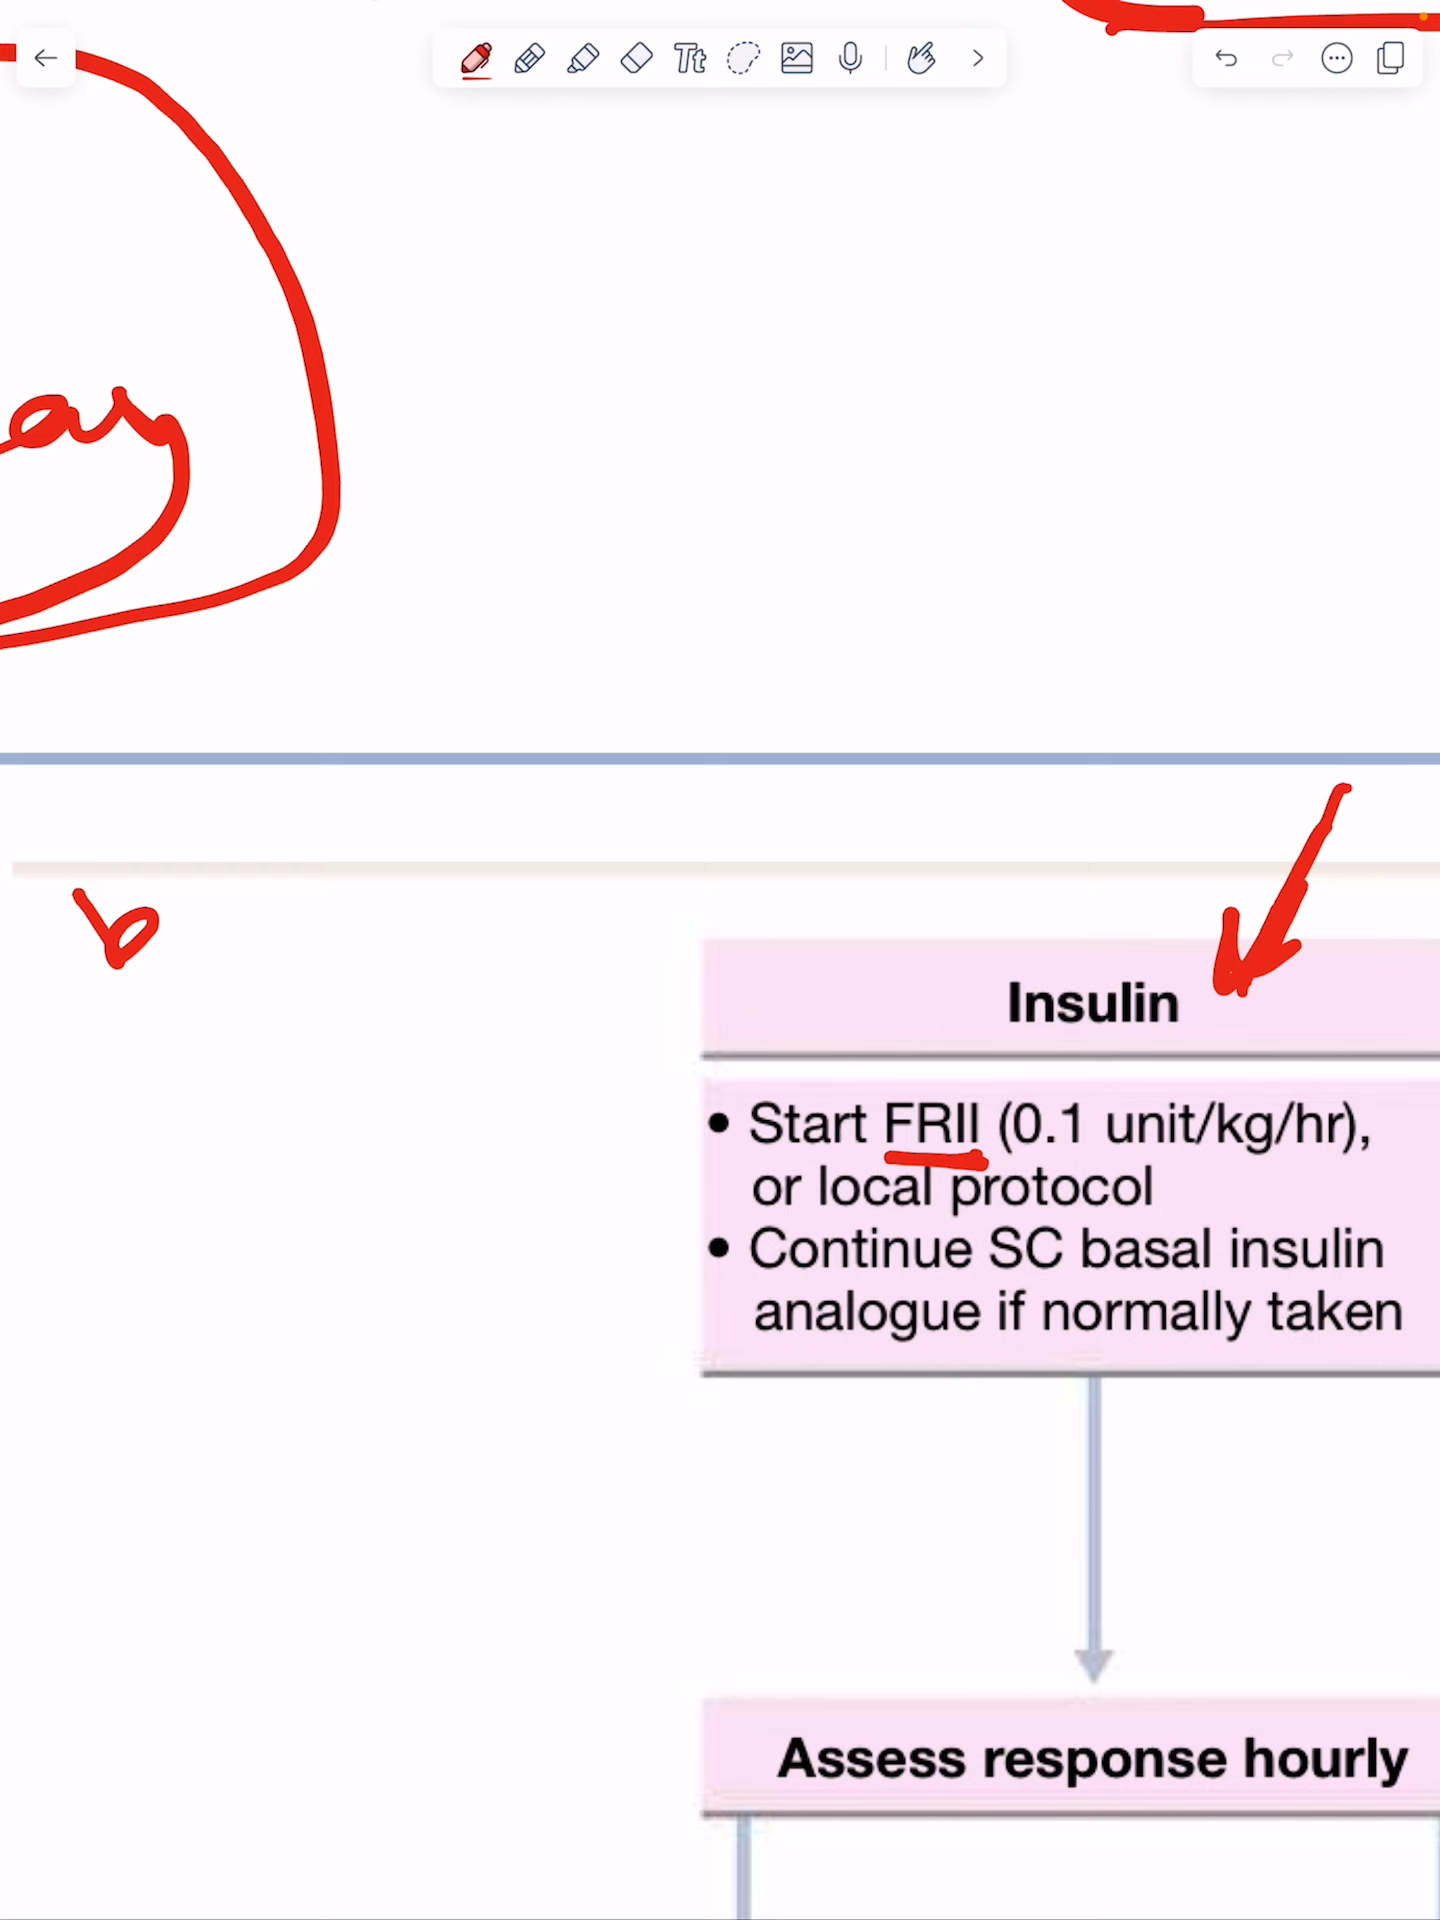 Tt
Insulin
• Start FRII (0.1 unit/kg/hr),
or local protocol
• Continue SC basal insulin
analogue if normally taken
Assess response hourly